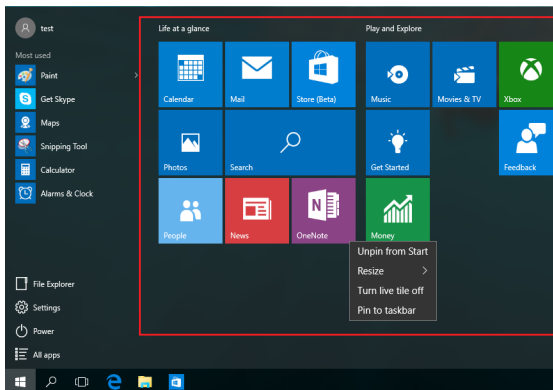 test
Most used
Paint
Get Skype
Maps
Snipping Tool
Calculator
Alarms & Clock
File Explorer
Settings
Power
All apps
Life at a glance
Play and Explore
Calendar
Mail
Store (Beta)
Music
Movies & TV
Xbox
Photos
Search
Get Started
Feedback
People
News
OneNote
Money
Unpin from Start
Resize
Turn live tile off
Pin to taskbar